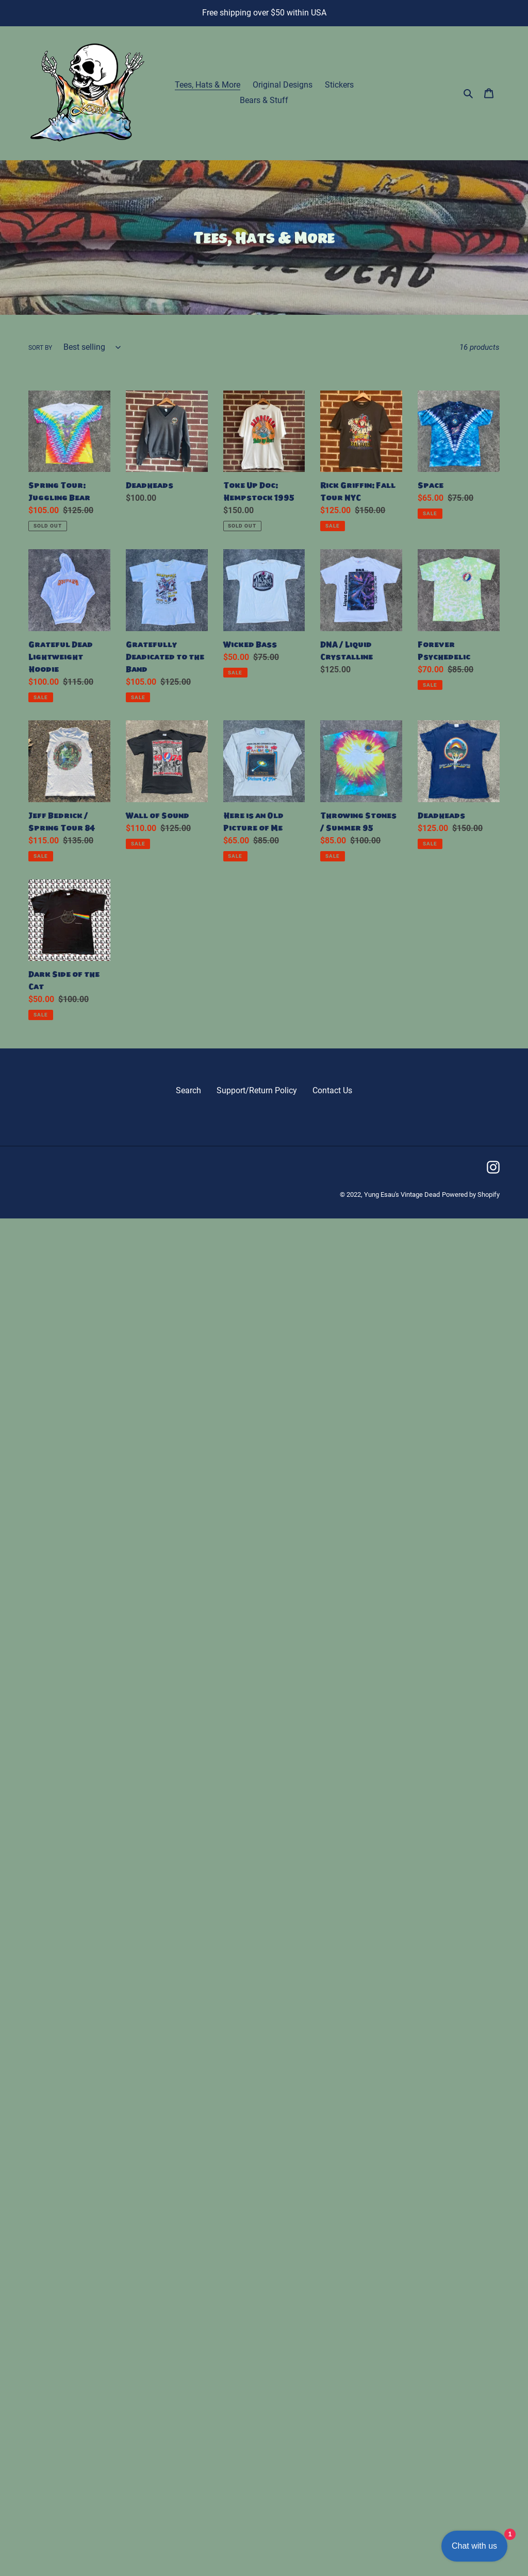 Free shipping over $50 within USA
Tees, Hats & More
Original Designs
Stickers
Bears & Stuff
Tees, Hats & More
THE DEAD
SORT BY
Best selling
16 products
Spring Tour; Juggling Bear
$105.00 $125.00
SOLD OUT
Deadheads
$100.00
Toke Up Doc; Hempstock 1995
$150.00
SOLD OUT
Rick Griffin; Fall Tour NYC
$125.00 $150.00
SALE
Space
$65.00 $75.00
SALE
Grateful Dead Lightweight Hoodie
$100.00 $115.00
SALE
Gratefully Deadicated to the Band
$105.00 $125.00
SALE
Wicked Bass
$50.00 $75.00
SALE
DNA / Liquid Crystalline
$125.00
Forever Psychedelic
$70.00 $85.00
SALE
Jeff Bedrick / Spring Tour 84
$115.00 $135.00
SALE
Wall of Sound
$110.00 $125.00
SALE
Here is an Old Picture of Me
$65.00 $85.00
SALE
Throwing Stones / Summer 95
$85.00 $100.00
SALE
Deadheads
$125.00 $150.00
SALE
Dark Side of the Cat
$50.00 $100.00
SALE
Search
Support/Return Policy
Contact Us
© 2022, Yung Esau's Vintage Dead Powered by Shopify
1
Chat with us